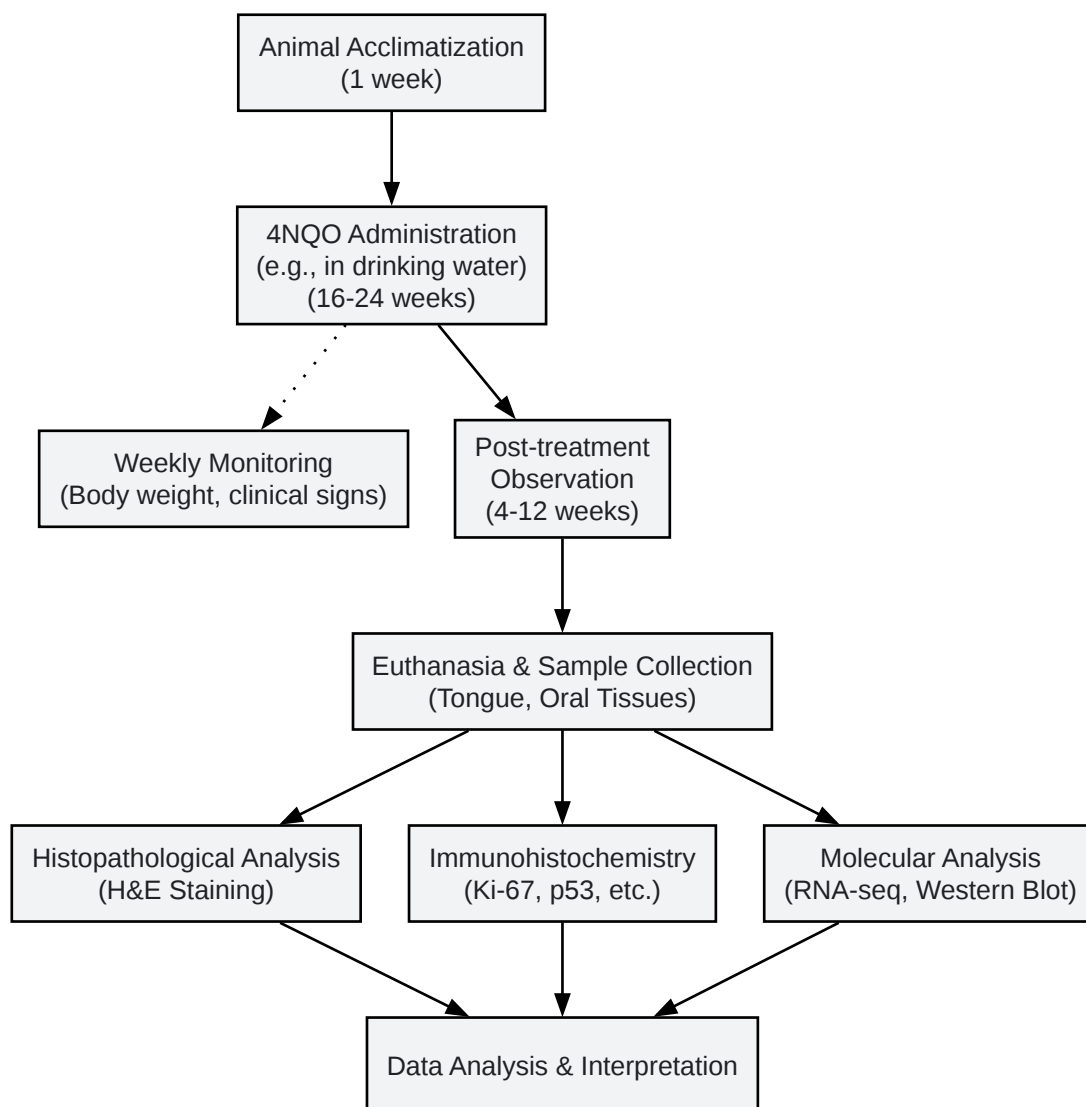 Animal Acclimatization
(1 week)
4NQO Administration
(e.g., in drinking water)
(16-24 weeks)
Weekly Monitoring
(Body weight, clinical signs)
Post-treatment
Observation
(4-12 weeks)
Euthanasia & Sample Collection
(Tongue, Oral Tissues)
Histopathological Analysis
(H&E Staining)
Immunohistochemistry
(Ki-67, p53, etc.)
Molecular Analysis
(RNA-seq, Western Blot)
Data Analysis & Interpretation